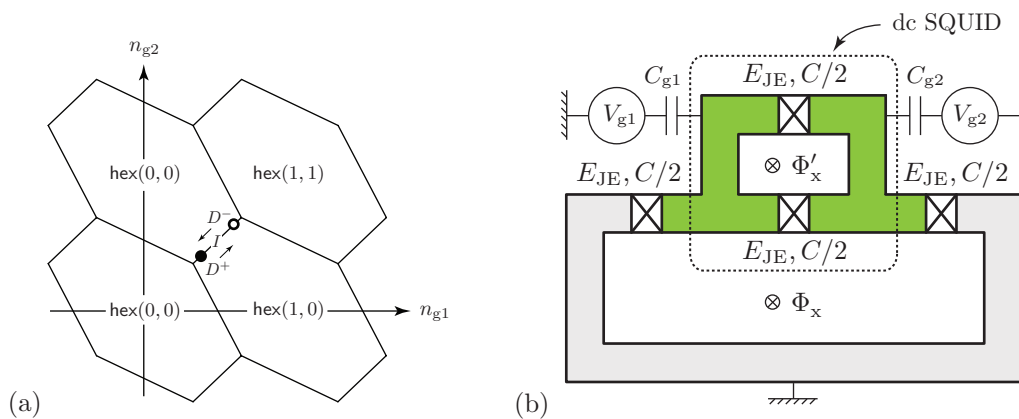 n_g2
hex(0, 0)
hex(1, 1)
D⁻
I
D⁺
hex(0, 0)
hex(1, 0)
n_g1
(a)
dc SQUID
C_g1
E_JE, C/2
C_g2
V_g1
V_g2
E_JE, C/2
⊗ Φ′_x
E_JE, C/2
E_JE, C/2
⊗ Φ_x
(b)